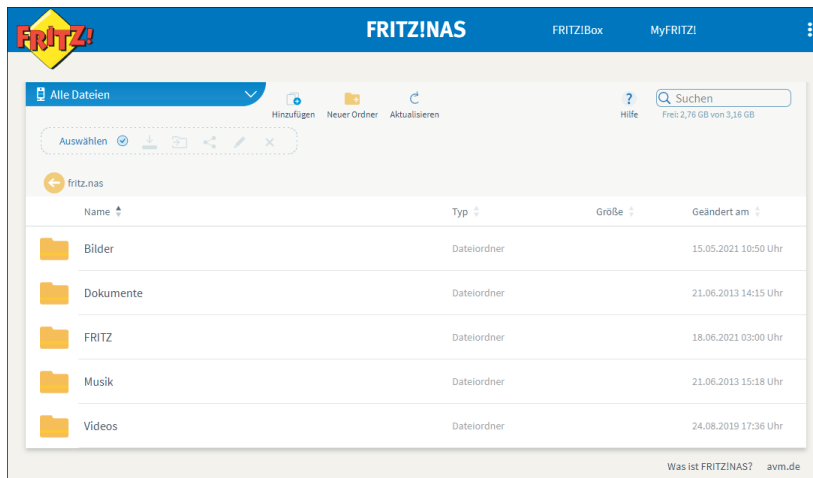 FRITZ!
FRITZ!NAS FRITZ!Box MyFRITZ!
Alle Dateien
Hinzufügen Neuer Ordner Aktualisieren
? Hilfe
Suchen
Frei: 2,76 GB von 3,16 GB
Auswählen
fritz.nas
Name Typ Größe Geändert am
Bilder Dateiordner 15.05.2021 10:50 Uhr
Dokumente Dateiordner 21.06.2013 14:15 Uhr
FRITZ Dateiordner 18.06.2021 03:00 Uhr
Musik Dateiordner 21.06.2013 15:18 Uhr
Videos Dateiordner 24.08.2019 17:36 Uhr
Was ist FRITZ!NAS? avm.de